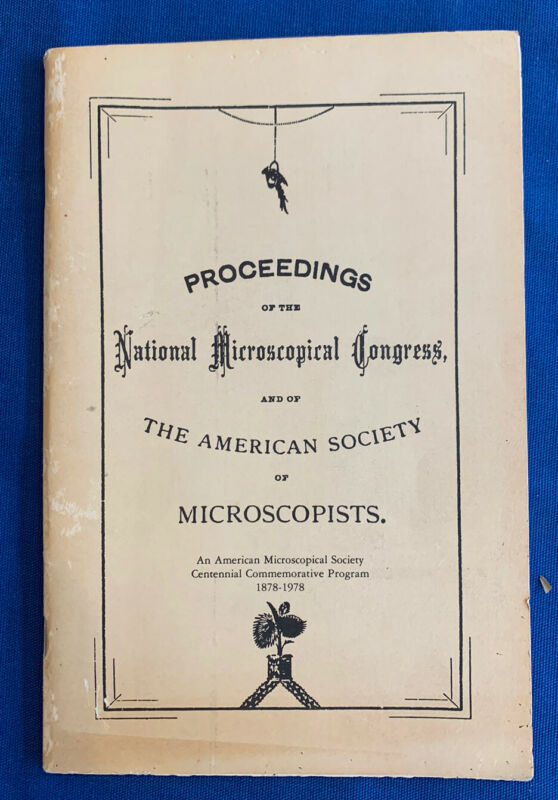 PROCEEDINGS
OF THE
National Microscopical Congress,
AND OF
THE AMERICAN SOCIETY
OF
MICROSCOPISTS.
An American Microscopical Society
Centennial Commemorative Program
1878-1978